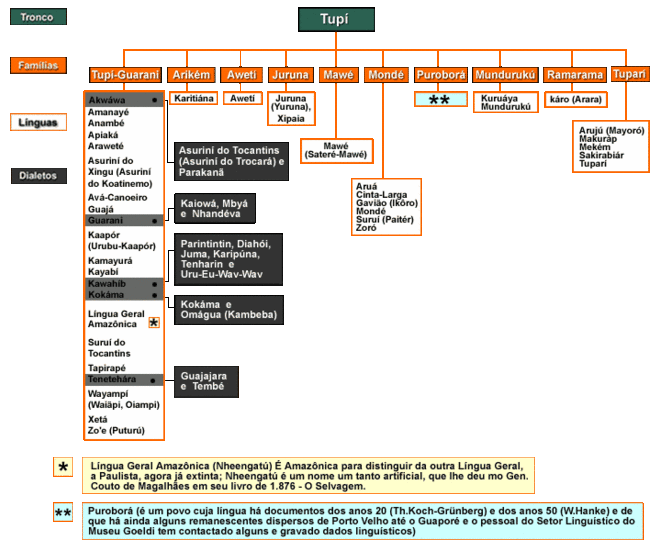 Tronco
Tupí
Famílias
Tupí-Guaraní
Arikém
Awetí
Juruna
Mawé
Mondé
Puroborá
Mundurukú
Ramarama
Tuparí
Línguas
Dialetos
Akwáwa
Amanayé
Anambé
Apiaká
Araweté
Asuriní do
Xingu (Asuriní
do Koatinemo)
Avá-Canoeiro
Guajá
Guarani
Kaapór
(Urubu-Kaapór)
Kamayurá
Kayabí
Kawahíb
Kokáma
Língua Geral
Amazônica *
Suruí do
Tocantins
Tapirapé
Tenetehára
Wayampí
(Waiãpi, Oiampi)
Xetá
Zo'e (Puturú)
Asuriní do Tocantins
(Asuriní do Trocará) e
Parakanã
Kaiowá, Mbyá
e Nhandéva
Parintintin, Diahói,
Juma, Karipúna,
Tenharin e
Uru-Eu-Wav-Wav
Kokáma e
Omágua (Kambeba)
Guajajara
e Tembé
Karitiána
Awetí
Juruna
(Yuruna),
Xipaia
Mawé
(Sateré-Mawé)
Aruá
Cinta-Larga
Gavião (Ikõro)
Mondé
Suruí (Paitér)
Zoró
**
Kuruáya
Mundurukú
káro (Arara)
Arujú (Mayoró)
Makuráp
Mekém
Sakirabiár
Tuparí
* Língua Geral Amazônica (Nheengatú) É Amazônica para distinguir da outra Língua Geral,
a Paulista, agora já extinta; Nheengatú é um nome um tanto artificial, que lhe deu mo Gen.
Couto de Magalhães em seu livro de 1.876 - O Selvagem.
** Puroborá (é um povo cuja língua há documentos dos anos 20 (Th.Koch-Grünberg) e dos anos 50 (W.Hanke) e de
que há ainda alguns remanescentes dispersos de Porto Velho até o Guaporé e o pessoal do Setor Linguístico do
Museu Goeldi tem contactado alguns e gravado dados linguísticos)